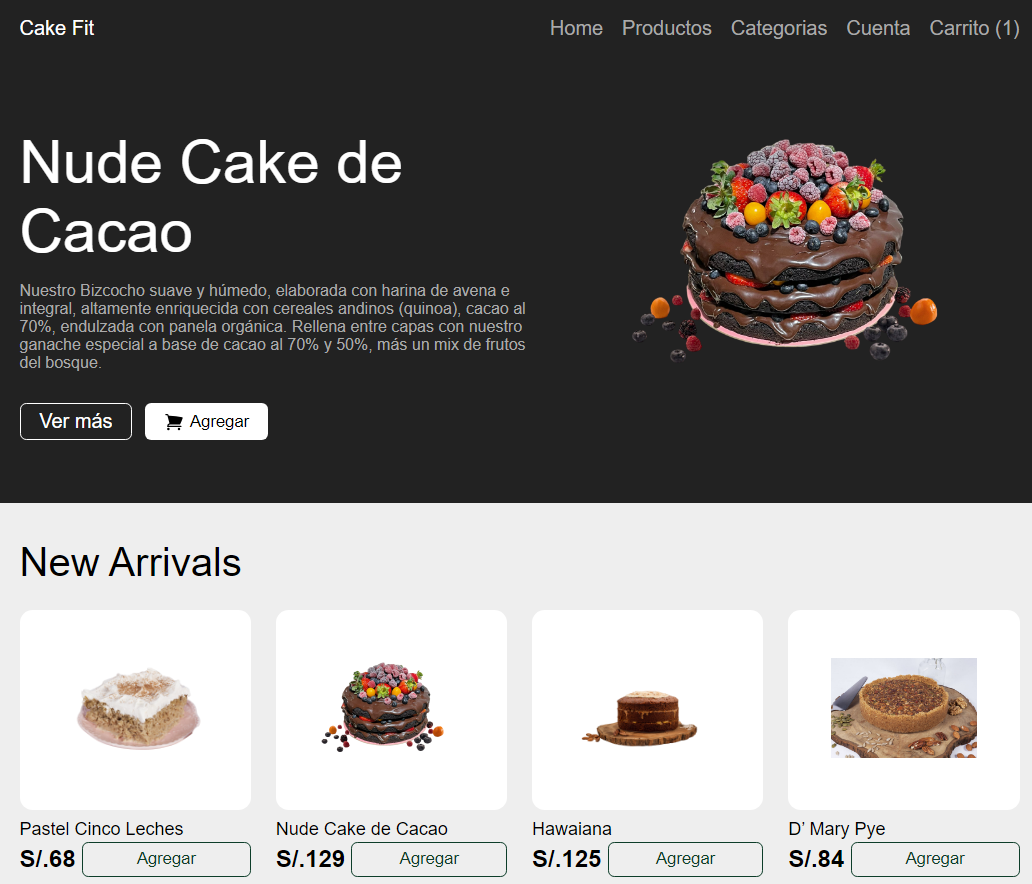 Cake Fit
Home Productos Categorias Cuenta Carrito (1)
Nude Cake de
Cacao
Nuestro Bizcocho suave y húmedo, elaborada con harina de avena e
integral, altamente enriquecida con cereales andinos (quinoa), cacao al
70%, endulzada con panela orgánica. Rellena entre capas con nuestro
ganache especial a base de cacao al 70% y 50%, más un mix de frutos
del bosque.
Ver más
Agregar
New Arrivals
Pastel Cinco Leches
S/.68 Agregar
Nude Cake de Cacao
S/.129 Agregar
Hawaiana
S/.125 Agregar
D’ Mary Pye
S/.84 Agregar